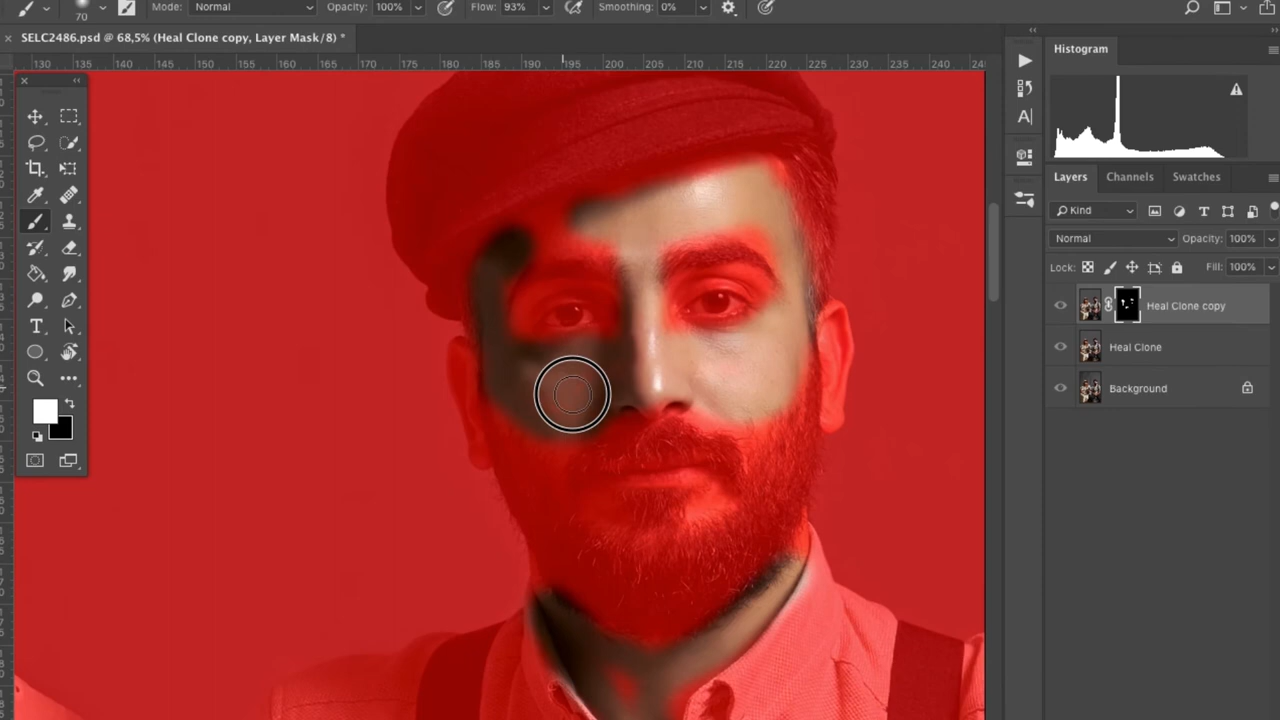 70 Mode: Normal Opacity: 100% Flow: 93% Smoothing: 0%
SELC2486.psd @ 68,5% (Heal Clone copy, Layer Mask/8) *
130 135 140 145 150 155 160 165 170 175 180 185 190 195 200 205 210 215 220 225 230 235 240
Histogram
Layers Channels Swatches
Kind
Normal Opacity: 100%
Lock: Fill: 100%
Heal Clone copy
Heal Clone
Background